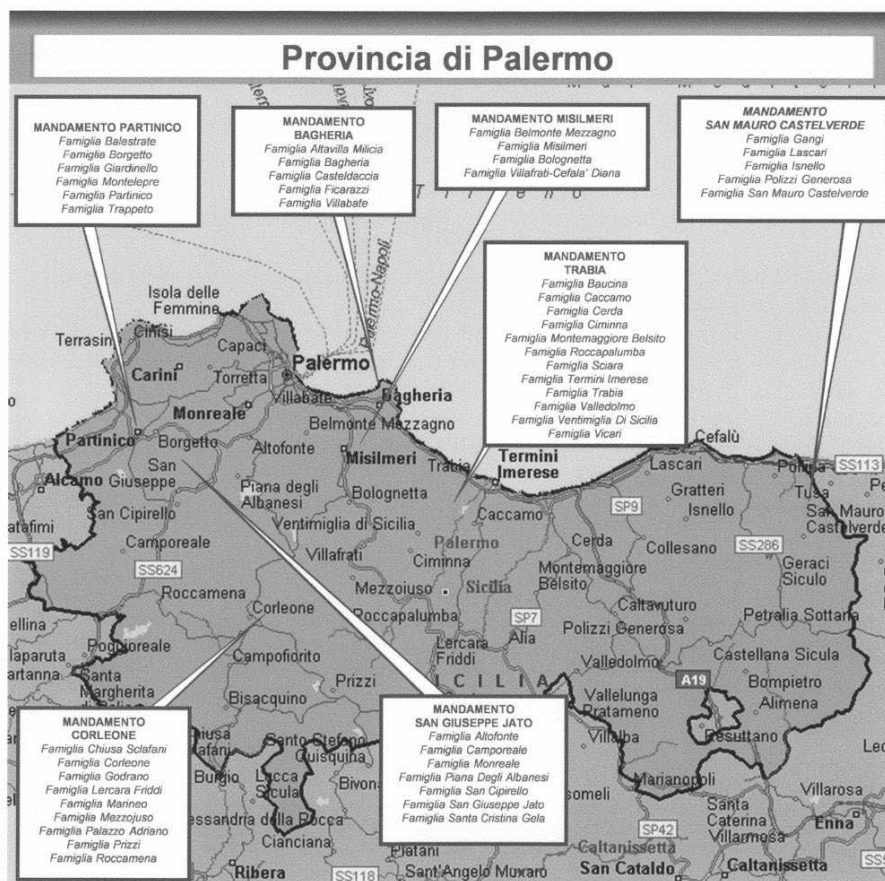 Provincia di Palermo
MANDAMENTO PARTINICO
Famiglia Balestrate
Famiglia Borgetto
Famiglia Giardinello
Famiglia Montelepre
Famiglia Partinico
Famiglia Trappeto
MANDAMENTO
BAGHERIA
Famiglia Altavilla Milicia
Famiglia Bagheria
Famiglia Casteldaccia
Famiglia Ficarazzi
Famiglia Villabate
MANDAMENTO MISILMERI
Famiglia Belmonte Mezzagno
Famiglia Misilmeri
Famiglia Bolognetta
Famiglia Villafrati-Cefala' Diana
MANDAMENTO
SAN MAURO CASTELVERDE
Famiglia Gangi
Famiglia Lascari
Famiglia Isnello
Famiglia Polizzi Generosa
Famiglia San Mauro Castelverde
MANDAMENTO
TRABIA
Famiglia Baucina
Famiglia Caccamo
Famiglia Cerda
Famiglia Ciminna
Famiglia Montemaggiore Belsito
Famiglia Roccapalumba
Famiglia Sciara
Famiglia Termini Imerese
Famiglia Trabia
Famiglia Valledolmo
Famiglia Ventimiglia Di Sicilia
Famiglia Vicari
Palermo-Napoli
Isola delle
Femmine
Terrasini
Cinisi
Capaci
Palermo
Carini
Torretta
Villabate
Bagheria
Monreale
Belmonte Mezzagno
Partinico
Borgetto
Altofonte
Misilmeri
Trabia
Termini
Imerese
Cefalù
Lascari
Pollina
SS113
Alcamo
San
Giuseppe
Piana degli
Albanesi
Bolognetta
Gratteri
Tusa
San Cipirello
Caccamo
SP9
Isnello
San Mauro
Castelverde
Ventimiglia di Sicilia
SS119
Camporeale
Villafrati
Palermo
Cerda
Collesano
SS286
Ciminna
Geraci
Siculo
SS624
Mezzoiuso
Sicilia
Montemaggiore
Belsito
Roccamena
Corleone
Roccapalumba
SP7
Caltavuturo
Petralia Sottana
Alia
Polizzi Generosa
Poggioreale
Lercara
Friddi
Campofiorito
Valledolmo
Castellana Sicula
Santa
Margherita
Prizzi
ICILIA
A19
Bompietro
Bisacquino
Vallelunga
Pratameno
Alimena
Villalba
Resuttano
MANDAMENTO
CORLEONE
Famiglia Chiusa Sclafani
Famiglia Corleone
Famiglia Godrano
Famiglia Lercara Friddi
Famiglia Marineo
Famiglia Mezzojuso
Famiglia Palazzo Adriano
Famiglia Prizzi
Famiglia Roccamena
MANDAMENTO
SAN GIUSEPPE JATO
Famiglia Altofonte
Famiglia Camporeale
Famiglia Monreale
Famiglia Piana Degli Albanesi
Famiglia San Cipirello
Famiglia San Giuseppe Jato
Famiglia Santa Cristina Gela
Santo Stefano
Quisquina
Burgio
Lucca
Sicula
Bivona
Marianopoli
Villarosa
Santa
Caterina
Villarmosa
Enna
Cianciana
SP42
Platani
Caltanissetta
Ribera
SS118
Sant'Angelo Muxaro
San Cataldo
Caltanissetta